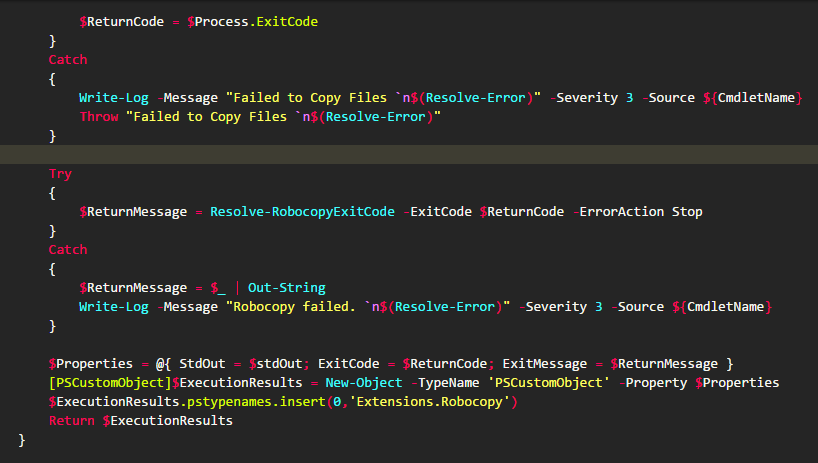 $ReturnCode = $Process.ExitCode
}
Catch
{
Write-Log -Message "Failed to Copy Files `n$(Resolve-Error)" -Severity 3 -Source ${CmdletName}
Throw "Failed to Copy Files `n$(Resolve-Error)"
}
Try
{
$ReturnMessage = Resolve-RobocopyExitCode -ExitCode $ReturnCode -ErrorAction Stop
}
Catch
{
$ReturnMessage = $_ | Out-String
Write-Log -Message "Robocopy failed. `n$(Resolve-Error)" -Severity 3 -Source ${CmdletName}
}
$Properties = @{ StdOut = $stdOut; ExitCode = $ReturnCode; ExitMessage = $ReturnMessage }
[PSCustomObject]$ExecutionResults = New-Object -TypeName 'PSCustomObject' -Property $Properties
$ExecutionResults.pstypenames.insert(0,'Extensions.Robocopy')
Return $ExecutionResults
}